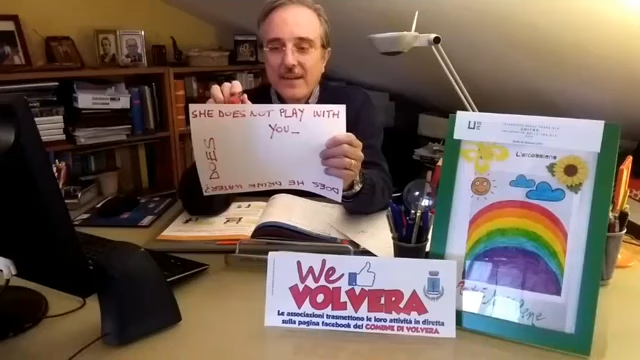 SHE DOES NOT PLAY WITH
YOU_
DOES
DOES HE DRINK WATER?
L'arcobaleno
We
VOLVERA
Le associazioni trasmettono le loro attività in diretta
sulla pagina facebook del COMUNE DI VOLVERA